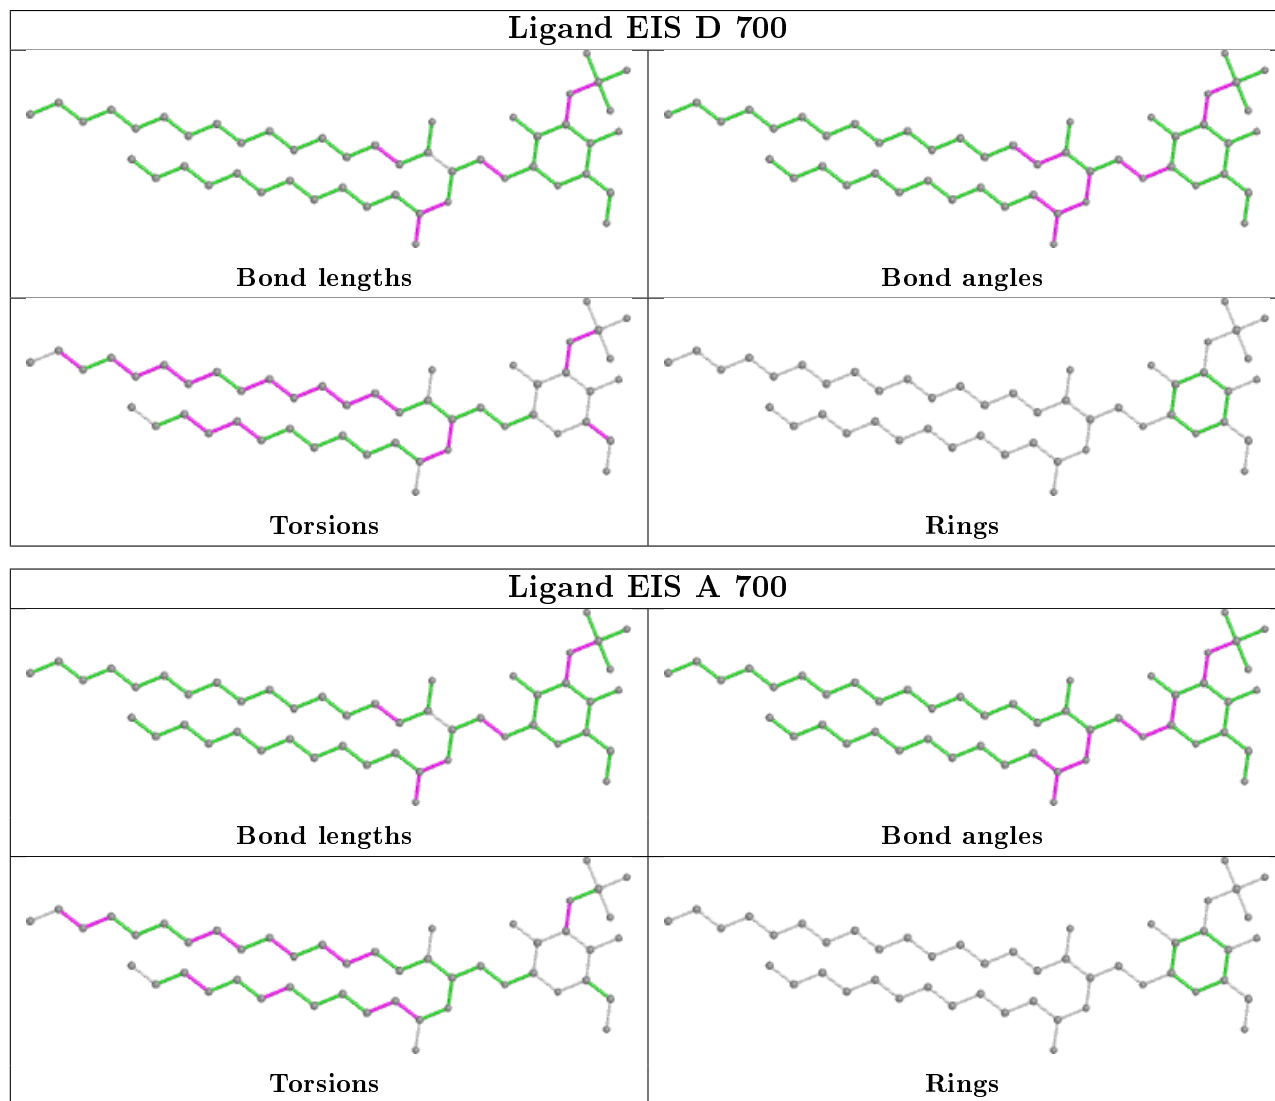 Ligand EIS D 700
Bond lengths
Bond angles
Torsions
Rings
Ligand EIS A 700
Bond lengths
Bond angles
Torsions
Rings